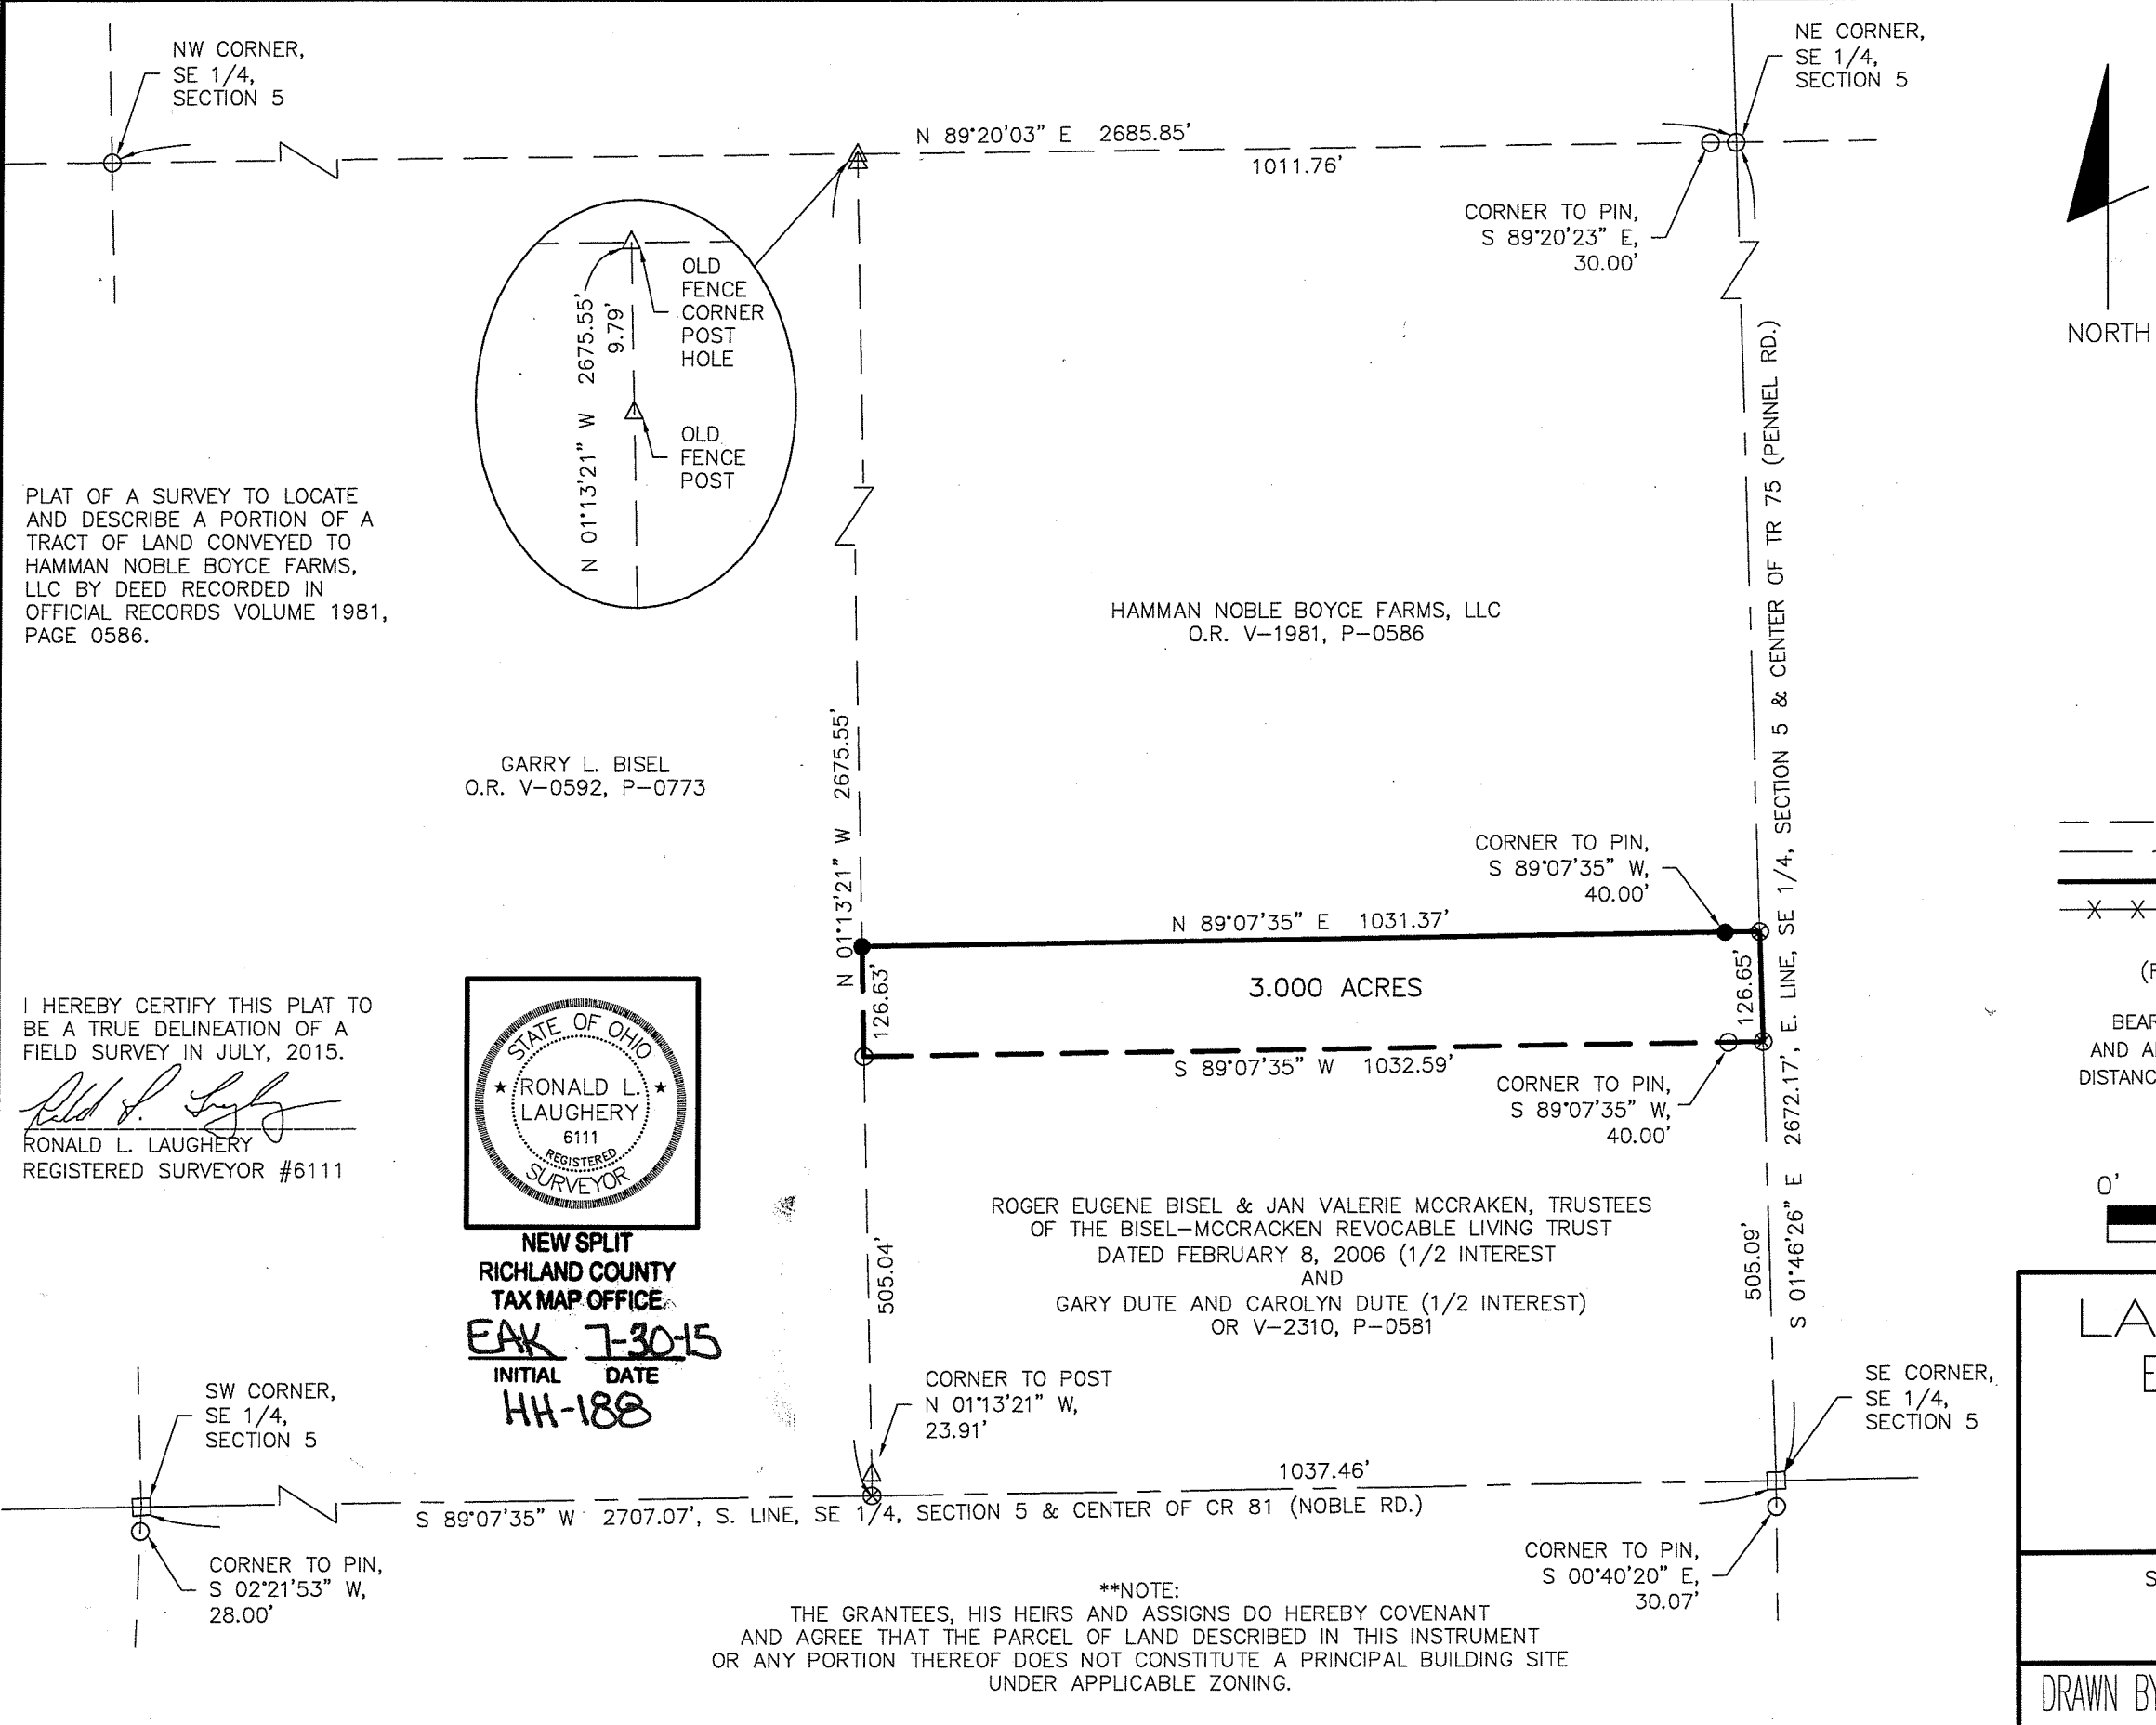 NW CORNER,
SE 1/4,
SECTION 5
NE CORNER,
SE 1/4,
SECTION 5
N 89°20'03" E 2685.85'
1011.76'
CORNER TO PIN,
S 89°20'23" E,
30.00'
NORTH
OLD
FENCE
CORNER
POST
HOLE
OLD
FENCE
POST
N 01°13'21" W 2675.55'
9.79'
PLAT OF A SURVEY TO LOCATE
AND DESCRIBE A PORTION OF A
TRACT OF LAND CONVEYED TO
HAMMAN NOBLE BOYCE FARMS,
LLC BY DEED RECORDED IN
OFFICIAL RECORDS VOLUME 1981,
PAGE 0586.
HAMMAN NOBLE BOYCE FARMS, LLC
O.R. V-1981, P-0586
GARRY L. BISEL
O.R. V-0592, P-0773
N 01°13'21" W 2675.55'
S 01°46'26" E 2672.17', E. LINE, SE 1/4, SECTION 5 & CENTER OF TR 75 (PENNEL RD.)
CORNER TO PIN,
S 89°07'35" W,
40.00'
N 89°07'35" E 1031.37'
3.000 ACRES
126.63'
126.65'
S 89°07'35" W 1032.59'
CORNER TO PIN,
S 89°07'35" W,
40.00'
I HEREBY CERTIFY THIS PLAT TO
BE A TRUE DELINEATION OF A
FIELD SURVEY IN JULY, 2015.
RONALD L. LAUGHERY
REGISTERED SURVEYOR #6111
STATE OF OHIO
★ RONALD L. ★
LAUGHERY
6111
REGISTERED
SURVEYOR
NEW SPLIT
RICHLAND COUNTY
TAX MAP OFFICE
EAK 7-30-15
INITIAL DATE
HH-188
ROGER EUGENE BISEL & JAN VALERIE MCCRAKEN, TRUSTEES
OF THE BISEL-MCCRACKEN REVOCABLE LIVING TRUST
DATED FEBRUARY 8, 2006 (1/2 INTEREST
AND
GARY DUTE AND CAROLYN DUTE (1/2 INTEREST)
OR V-2310, P-0581
505.04'
505.09'
BEAR
AND A
DISTANC
0'
LA
E
S
DRAWN BY
SW CORNER,
SE 1/4,
SECTION 5
CORNER TO POST
N 01°13'21" W,
23.91'
SE CORNER,
SE 1/4,
SECTION 5
1037.46'
S 89°07'35" W 2707.07', S. LINE, SE 1/4, SECTION 5 & CENTER OF CR 81 (NOBLE RD.)
CORNER TO PIN,
S 02°21'53" W,
28.00'
CORNER TO PIN,
S 00°40'20" E,
30.07'
**NOTE:
THE GRANTEES, HIS HEIRS AND ASSIGNS DO HEREBY COVENANT
AND AGREE THAT THE PARCEL OF LAND DESCRIBED IN THIS INSTRUMENT
OR ANY PORTION THEREOF DOES NOT CONSTITUTE A PRINCIPAL BUILDING SITE
UNDER APPLICABLE ZONING.